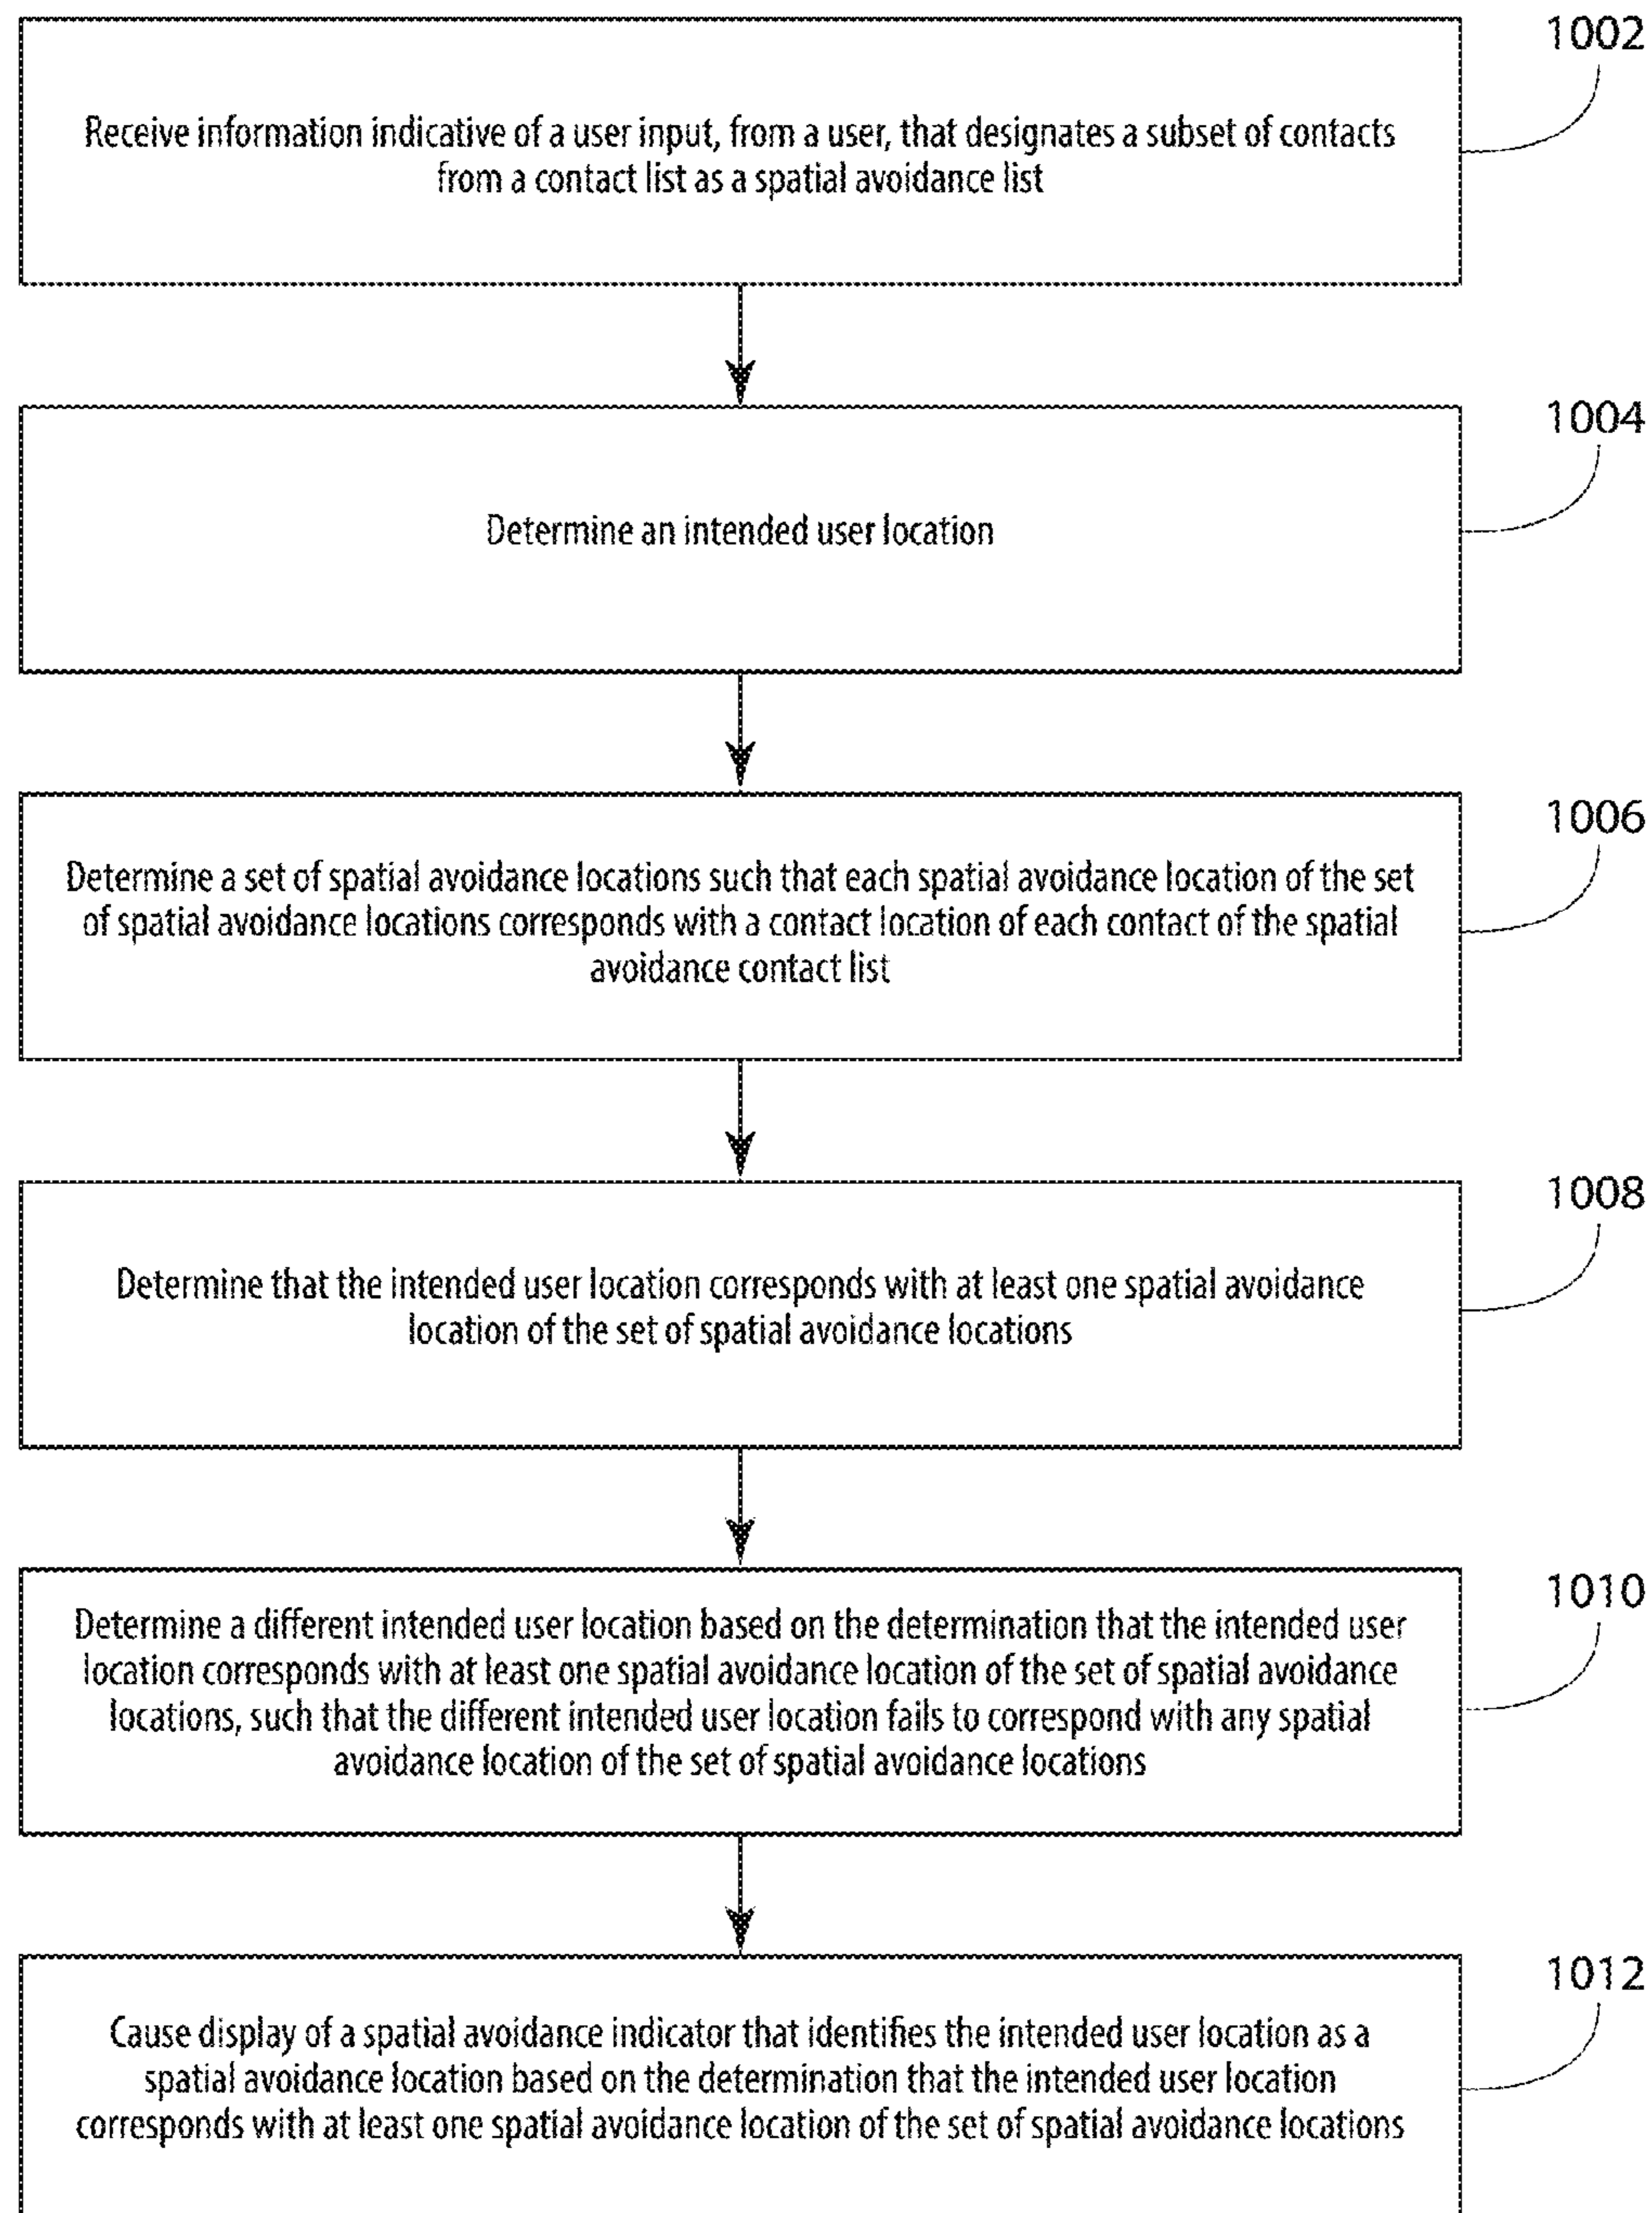 1002
Receive information indicative of a user input, from a user, that designates a subset of contacts
from a contact list as a spatial avoidance list
1004
Determine an intended user location
1006
Determine a set of spatial avoidance locations such that each spatial avoidance location of the set
of spatial avoidance locations corresponds with a contact location of each contact of the spatial
avoidance contact list
1008
Determine that the intended user location corresponds with at least one spatial avoidance
location of the set of spatial avoidance locations
1010
Determine a different intended user location based on the determination that the intended user
location corresponds with at least one spatial avoidance location of the set of spatial avoidance
locations, such that the different intended user location fails to correspond with any spatial
avoidance location of the set of spatial avoidance locations
1012
Cause display of a spatial avoidance indicator that identifies the intended user location as a
spatial avoidance location based on the determination that the intended user location
corresponds with at least one spatial avoidance location of the set of spatial avoidance locations